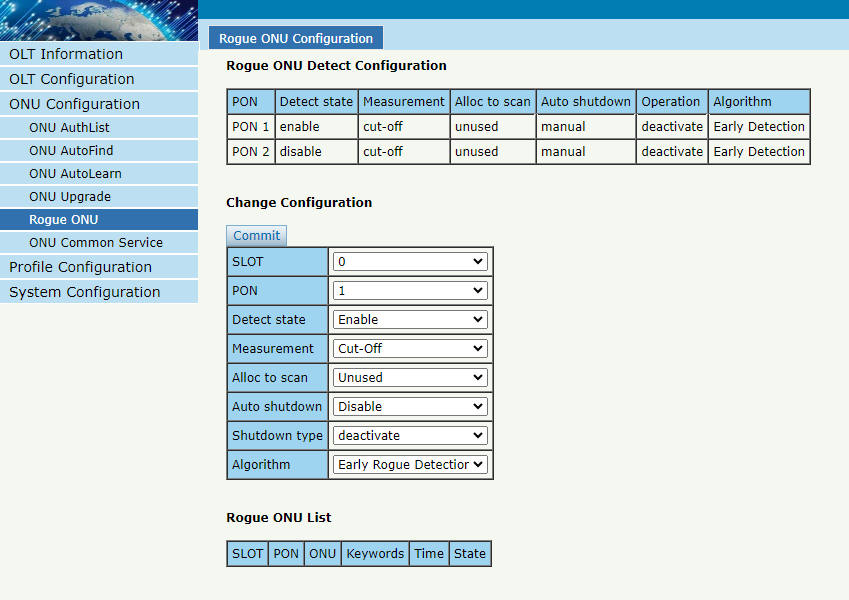 OLT Information
OLT Configuration
ONU Configuration
ONU AuthList
ONU AutoFind
ONU AutoLearn
ONU Upgrade
Rogue ONU
ONU Common Service
Profile Configuration
System Configuration
Rogue ONU Configuration
Rogue ONU Detect Configuration
PON Detect state Measurement Alloc to scan Auto shutdown Operation Algorithm
PON 1 enable cut-off unused manual deactivate Early Detection
PON 2 disable cut-off unused manual deactivate Early Detection
Change Configuration
Commit
SLOT 0
PON 1
Detect state Enable
Measurement Cut-Off
Alloc to scan Unused
Auto shutdown Disable
Shutdown type deactivate
Algorithm Early Rogue Detection
Rogue ONU List
SLOT PON ONU Keywords Time State